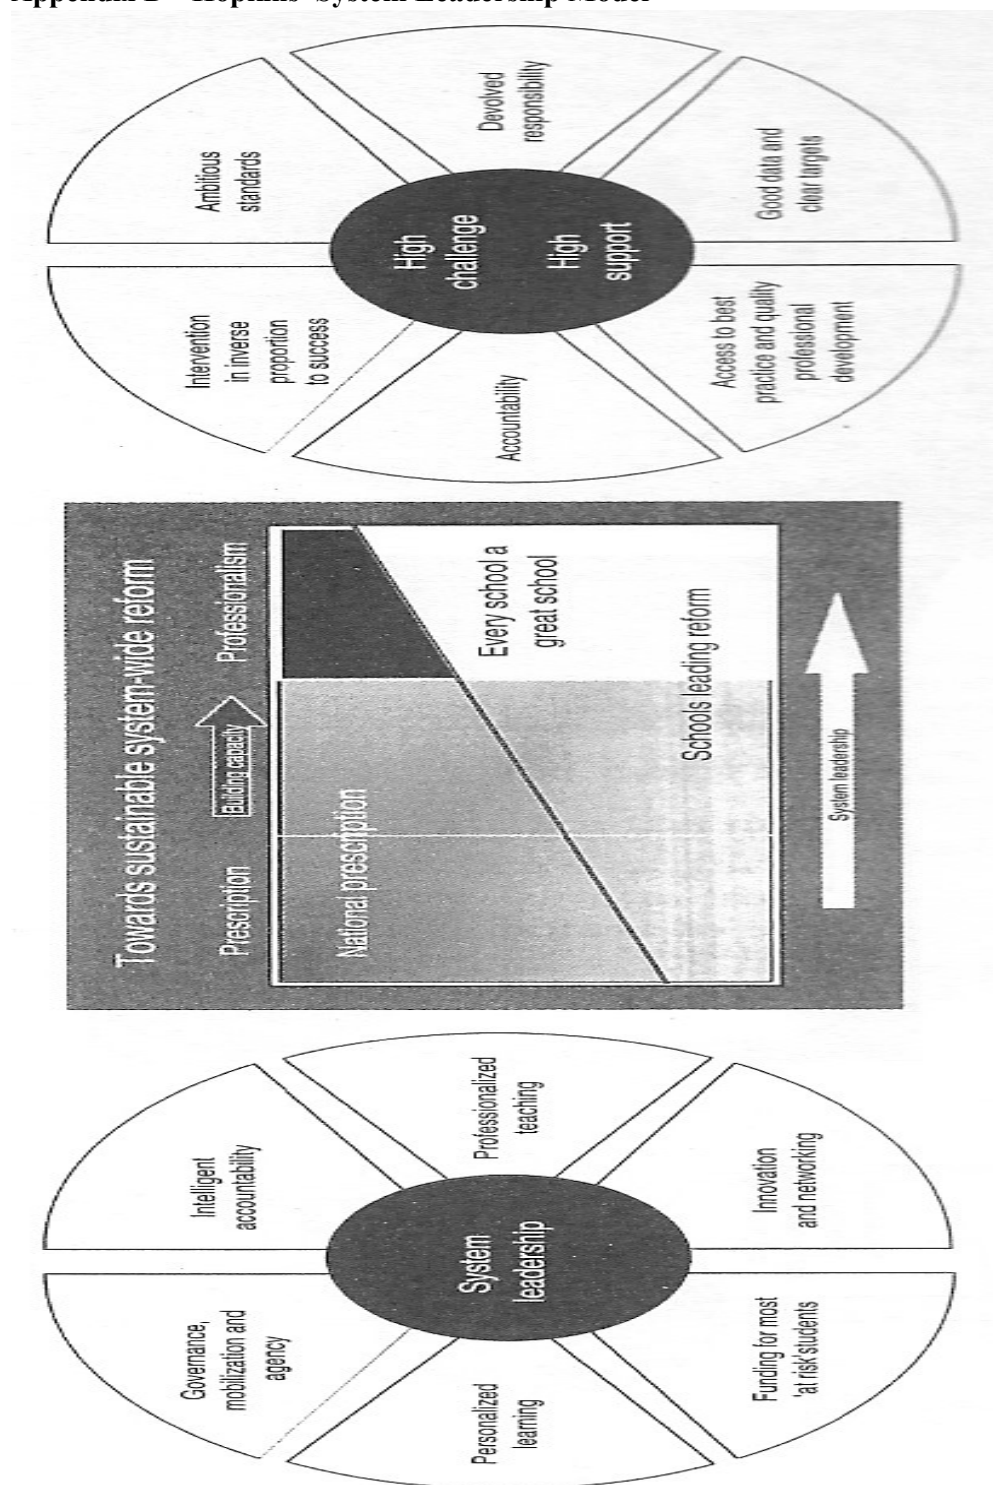 Appendix B – Hopkins' System Leadership Model
Governance,
mobilization and
agency
Intelligent
accountability
Personalized
learning
System
leadership
Professionalized
teaching
Funding for most
'at risk' students
Innovation
and networking
Towards sustainable system-wide reform
Prescription
Building capacity
Professionalism
National prescription
Every school a
great school
Schools leading reform
System leadership
Intervention
in inverse
proportion
to success
Ambitious
standards
Accountability
High
challenge
High
support
Devolved
responsibility
Access to best
practice and quality
professional
development
Good data and
clear targets